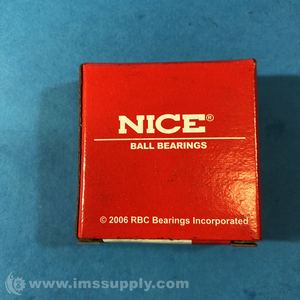 NICE®
BALL BEARINGS
© 2006 RBC Bearings Incorporated
www.imssupply.com